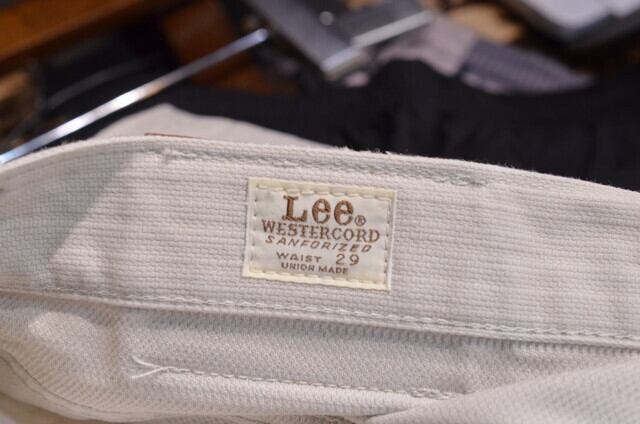 Lee®
WESTERCORD
SANFORIZED
WAIST 29
UNION MADE